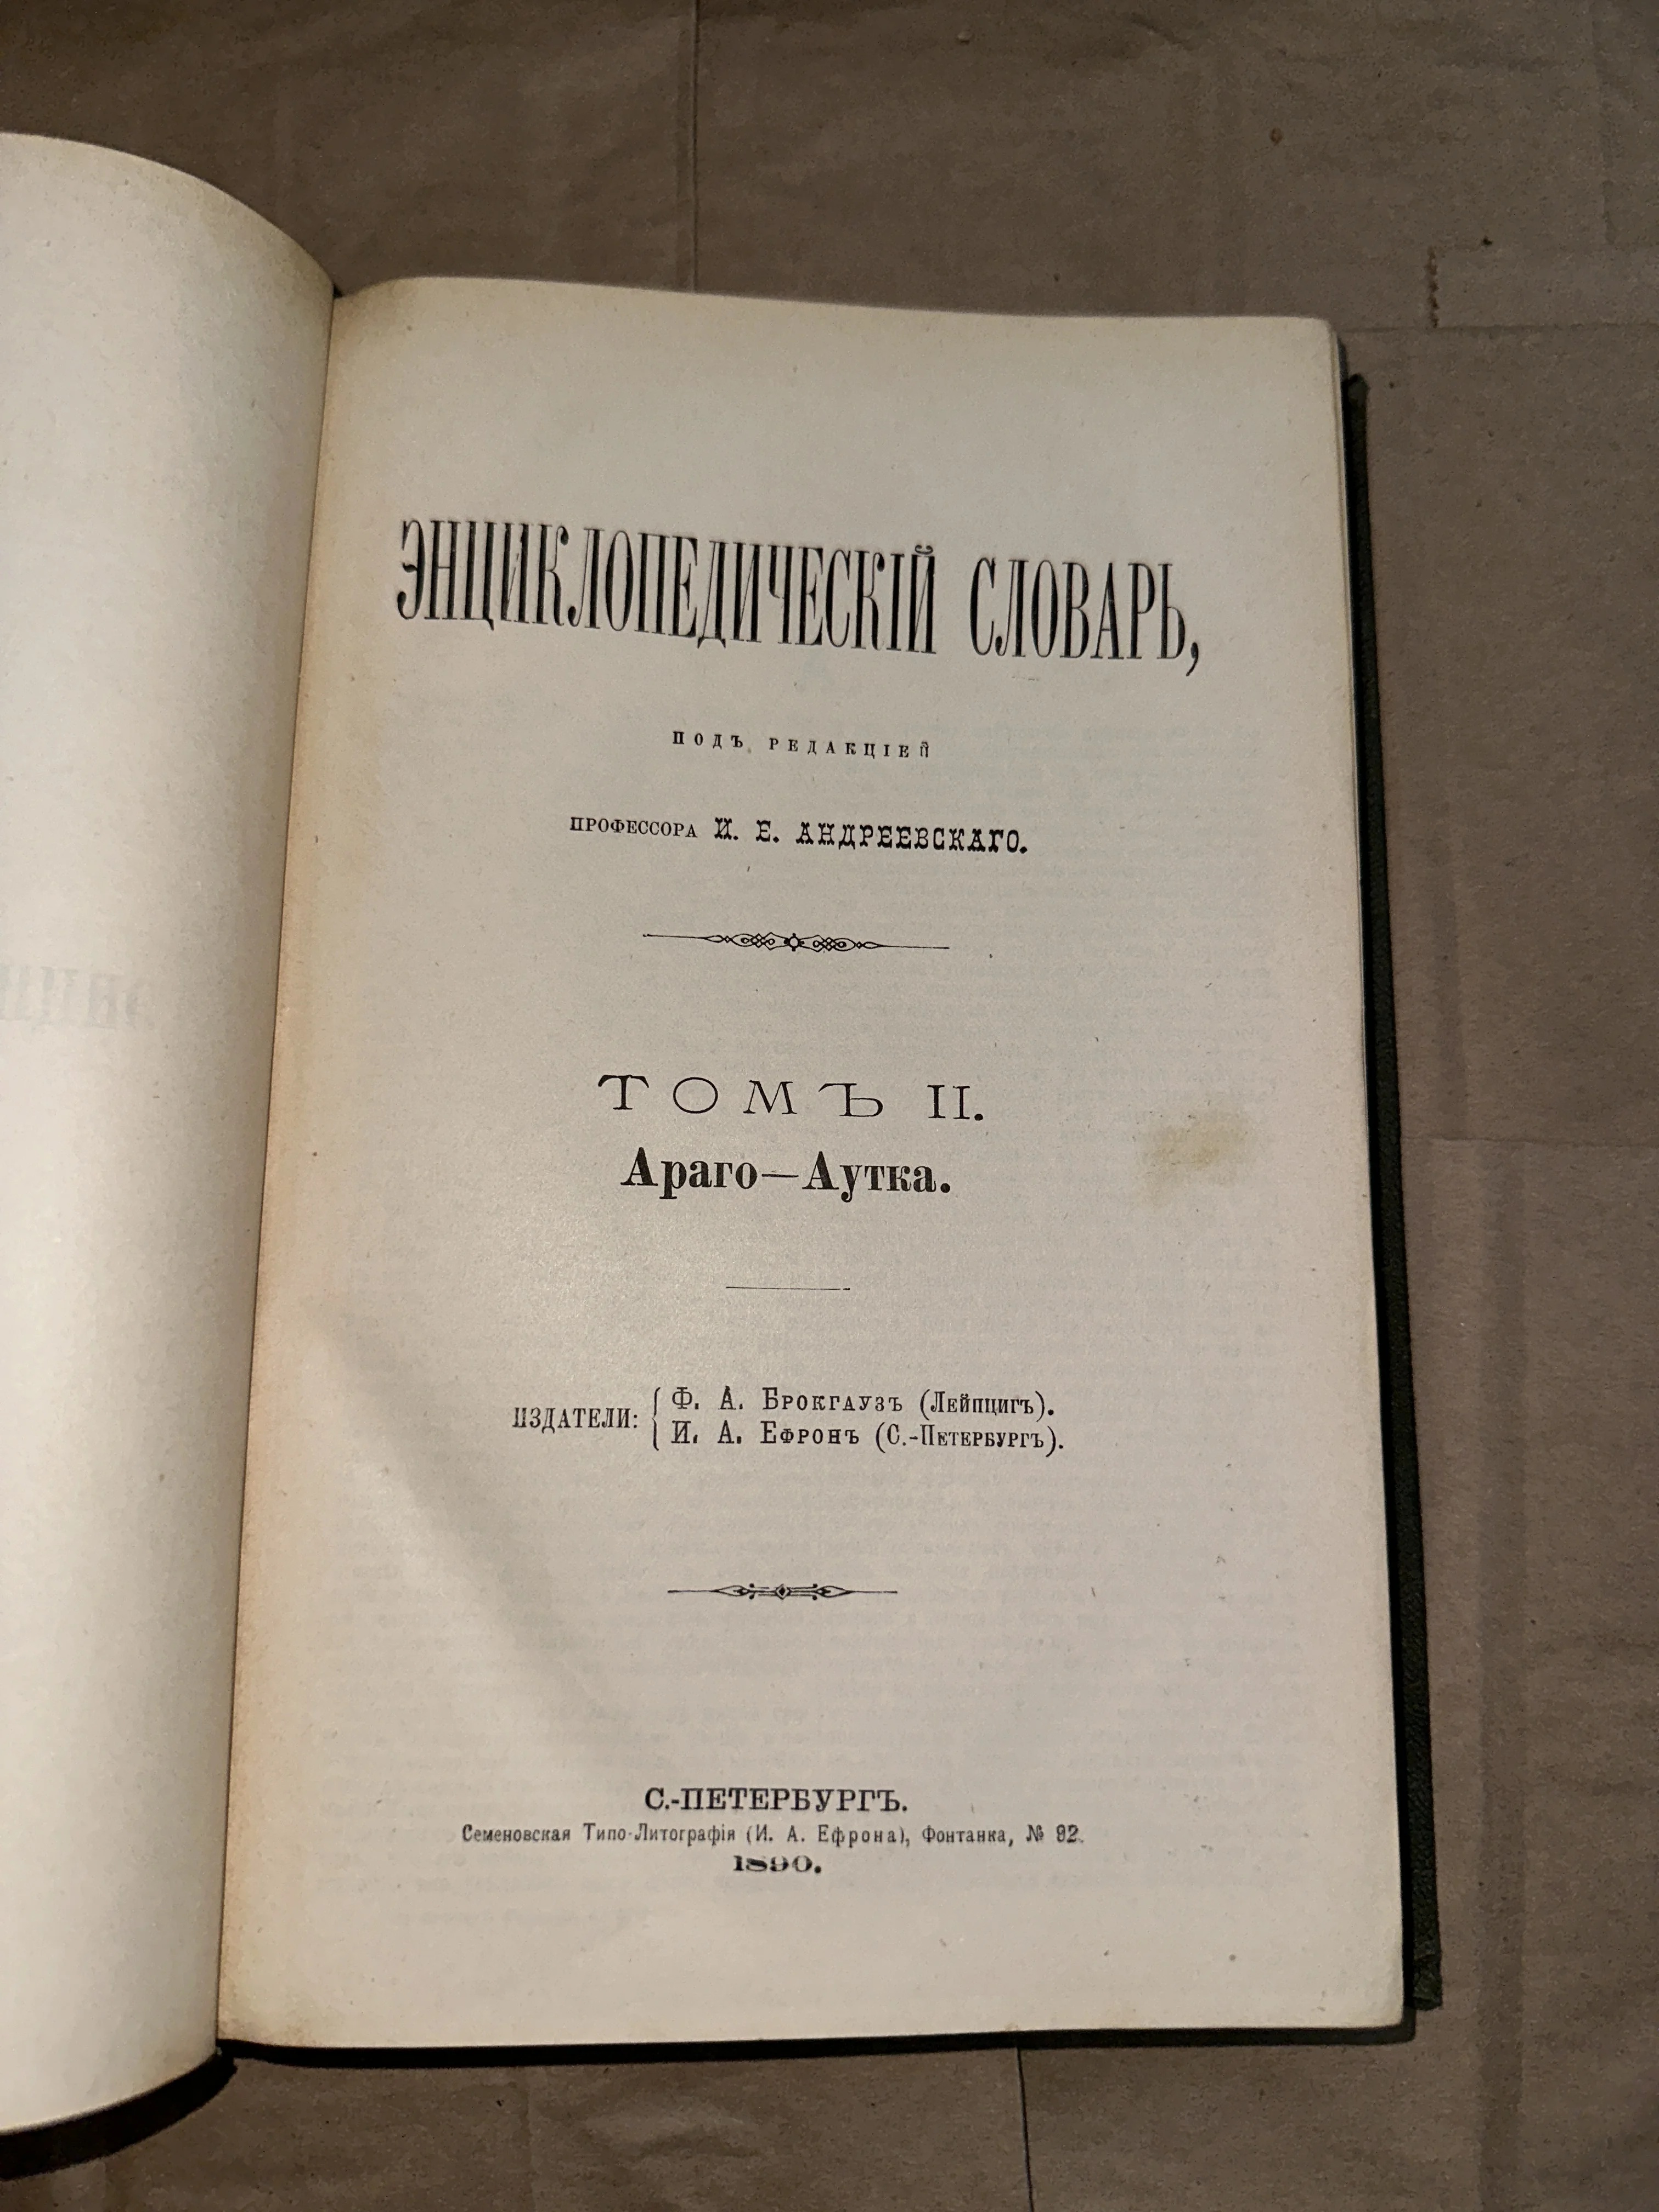 ЭНЦИКЛОПЕДИЧЕСКІЙ СЛОВАРЬ,
ПОДЪ РЕДАКЦІЕЙ
ПРОФЕССОРА И. Е. АНДРЕЕВСКАГО.
ТОМЪ II.
Араго—Аутка.
ИЗДАТЕЛИ: { Ф. А. Брокгаузъ (Лейпцигъ).
И. А. Ефронъ (С.-Петербургъ).
С.-ПЕТЕРБУРГЪ.
Семеновская Типо-Литографія (И. А. Ефрона), Фонтанка, № 92.
1890.